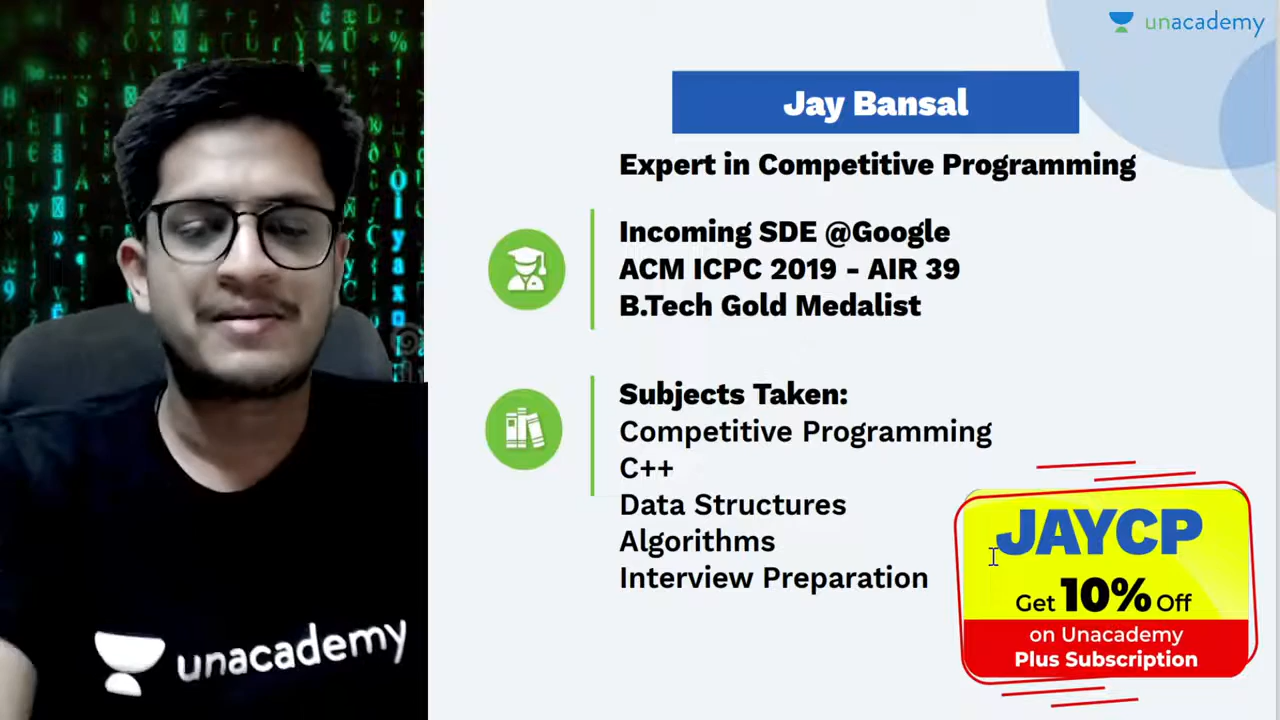 unacademy
Jay Bansal
Expert in Competitive Programming
Incoming SDE @Google
ACM ICPC 2019 - AIR 39
B.Tech Gold Medalist
Subjects Taken:
Competitive Programming
C++
Data Structures
Algorithms
Interview Preparation
JAYCP
Get 10% Off
on Unacademy
Plus Subscription
unacademy